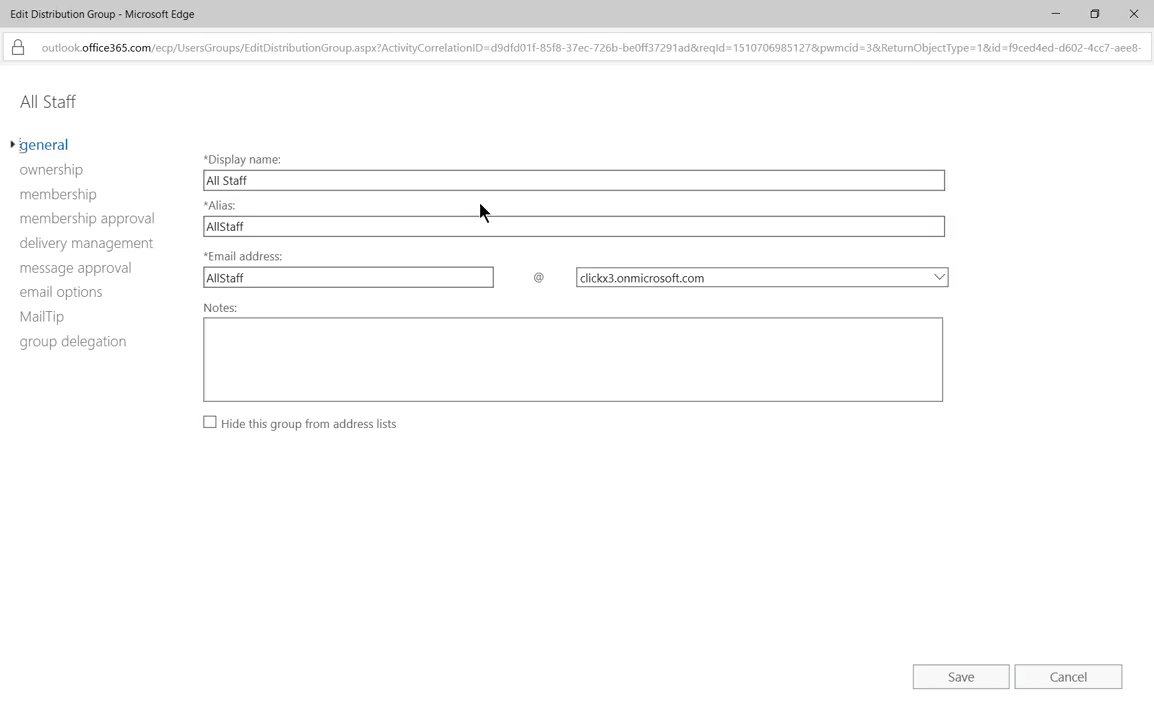 Edit Distribution Group - Microsoft Edge
outlook.office365.com/ecp/UsersGroups/EditDistributionGroup.aspx?ActivityCorrelationID=d9dfd01f-85f8-37ec-726b-be0ff37291ad&reqId=1510706985127&pwmcid=3&ReturnObjectType=1&id=f9ced4ed-d602-4cc7-aee8-
All Staff
general
ownership
membership
membership approval
delivery management
message approval
email options
MailTip
group delegation
*Display name:
All Staff
*Alias:
AllStaff
*Email address:
AllStaff @ clickx3.onmicrosoft.com
Notes:
Hide this group from address lists
Save Cancel